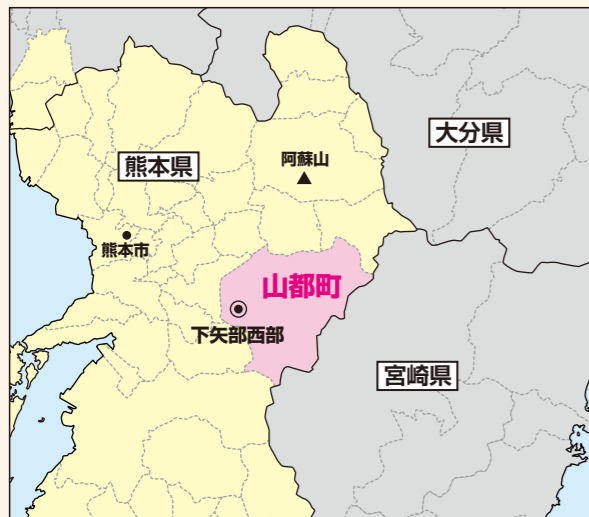 大分県
熊本県
阿蘇山
熊本市
山都町
下矢部西部
宮崎県